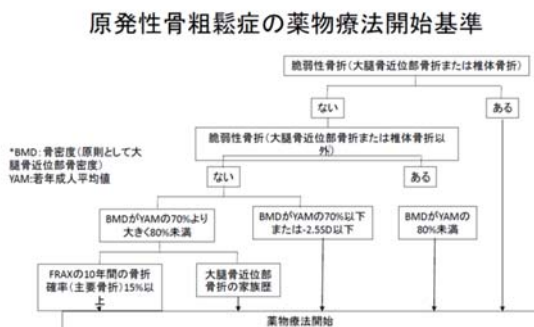 原発性骨粗鬆症の薬物療法開始基準
脆弱性骨折(大腿骨近位部骨折または椎体骨折)
ない
ある
*BMD:骨密度(原則として大
腿骨近位部骨密度)
YAM:若年成人平均値
脆弱性骨折(大腿骨近位部骨折または椎体骨折以
外)
ない
ある
BMDがYAMの70%より
大きく80%未満
BMDがYAMの70%以下
または-2.5SD以下
BMDがYAMの
80%未満
FRAXの10年間の骨折
確率(主要骨折)15%以
上
大腿骨近位部
骨折の家族歴
薬物療法開始